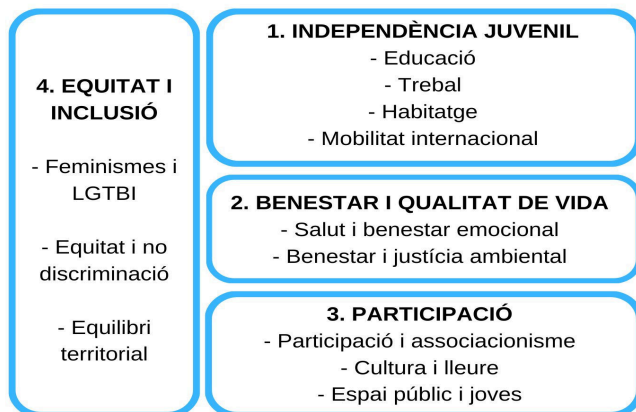 4. EQUITAT I
INCLUSIÓ
- Feminismes i
LGTBI
- Equitat i no
discriminació
- Equilibri
territorial
1. INDEPENDÈNCIA JUVENIL
- Educació
- Trebal
- Habitatge
- Mobilitat internacional
2. BENESTAR I QUALITAT DE VIDA
- Salut i benestar emocional
- Benestar i justícia ambiental
3. PARTICIPACIÓ
- Participació i associacionisme
- Cultura i lleure
- Espai públic i joves